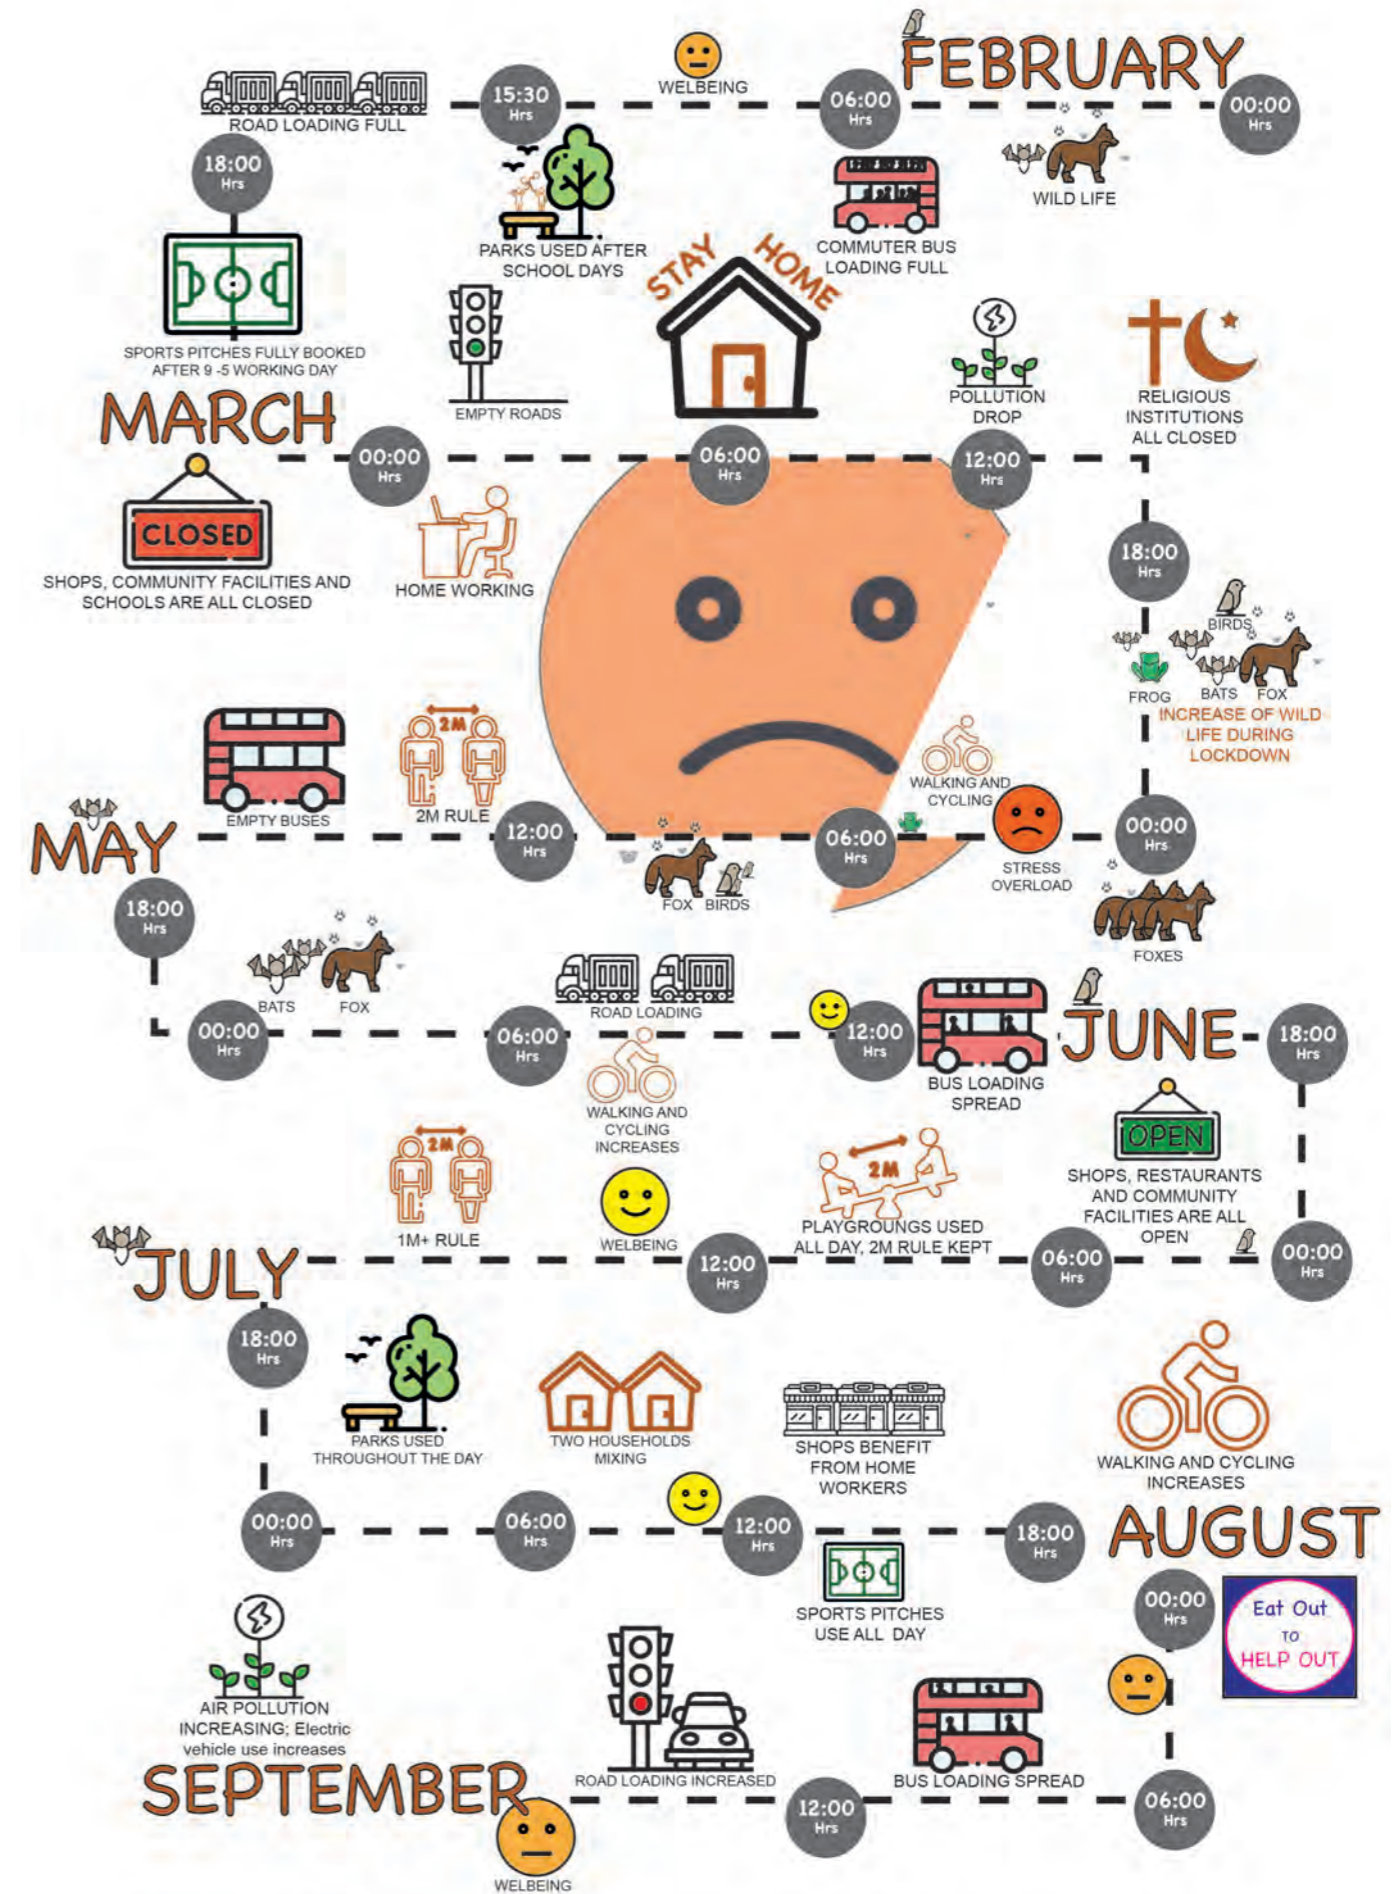 FEBRUARY
00:00
Hrs
WILD LIFE
06:00
Hrs
COMMUTER BUS
LOADING FULL
WELBEING
15:30
Hrs
PARKS USED AFTER
SCHOOL DAYS
ROAD LOADING FULL
18:00
Hrs
SPORTS PITCHES FULLY BOOKED
AFTER 9 -5 WORKING DAY
MARCH
EMPTY ROADS
STAY HOME
POLLUTION
DROP
RELIGIOUS
INSTITUTIONS
ALL CLOSED
00:00
Hrs
06:00
Hrs
12:00
Hrs
CLOSED
SHOPS, COMMUNITY FACILITIES AND
SCHOOLS ARE ALL CLOSED
HOME WORKING
18:00
Hrs
BIRDS
FROG
BATS
FOX
INCREASE OF WILD
LIFE DURING
LOCKDOWN
00:00
Hrs
FOXES
STRESS
OVERLOAD
WALKING AND
CYCLING
06:00
Hrs
FOX
BIRDS
12:00
Hrs
2M
2M RULE
EMPTY BUSES
MAY
18:00
Hrs
BATS
FOX
00:00
Hrs
06:00
Hrs
ROAD LOADING
WALKING AND
CYCLING
INCREASES
12:00
Hrs
BUS LOADING
SPREAD
JUNE
18:00
Hrs
OPEN
SHOPS, RESTAURANTS
AND COMMUNITY
FACILITIES ARE ALL
OPEN
00:00
Hrs
06:00
Hrs
2M
PLAYGROUNGS USED
ALL DAY, 2M RULE KEPT
12:00
Hrs
WELBEING
2M
1M+ RULE
JULY
18:00
Hrs
PARKS USED
THROUGHOUT THE DAY
TWO HOUSEHOLDS
MIXING
SHOPS BENEFIT
FROM HOME
WORKERS
WALKING AND CYCLING
INCREASES
00:00
Hrs
06:00
Hrs
12:00
Hrs
SPORTS PITCHES
USE ALL DAY
18:00
Hrs
AUGUST
00:00
Hrs
Eat Out
TO
HELP OUT
06:00
Hrs
BUS LOADING SPREAD
12:00
Hrs
ROAD LOADING INCREASED
AIR POLLUTION
INCREASING; Electric
vehicle use increases
SEPTEMBER
WELBEING